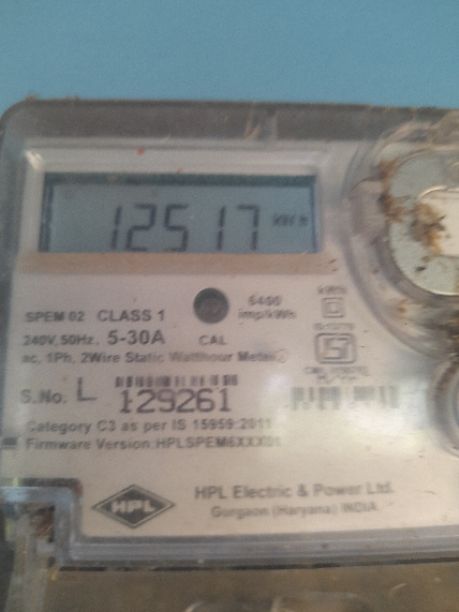 12517 kWh
SPEM 02 CLASS 1
240V, 50Hz, 5-30A
ac, 1Ph, 2Wire Static Watthour Meter
CAL
6400
imp/kWh
kWh
S.No. L 129261
Category C3 as per IS 15959:2011
Firmware Version:HPLSPEM6XXX01
HPL
HPL Electric & Power Ltd.
Gurgaon (Haryana) INDIA